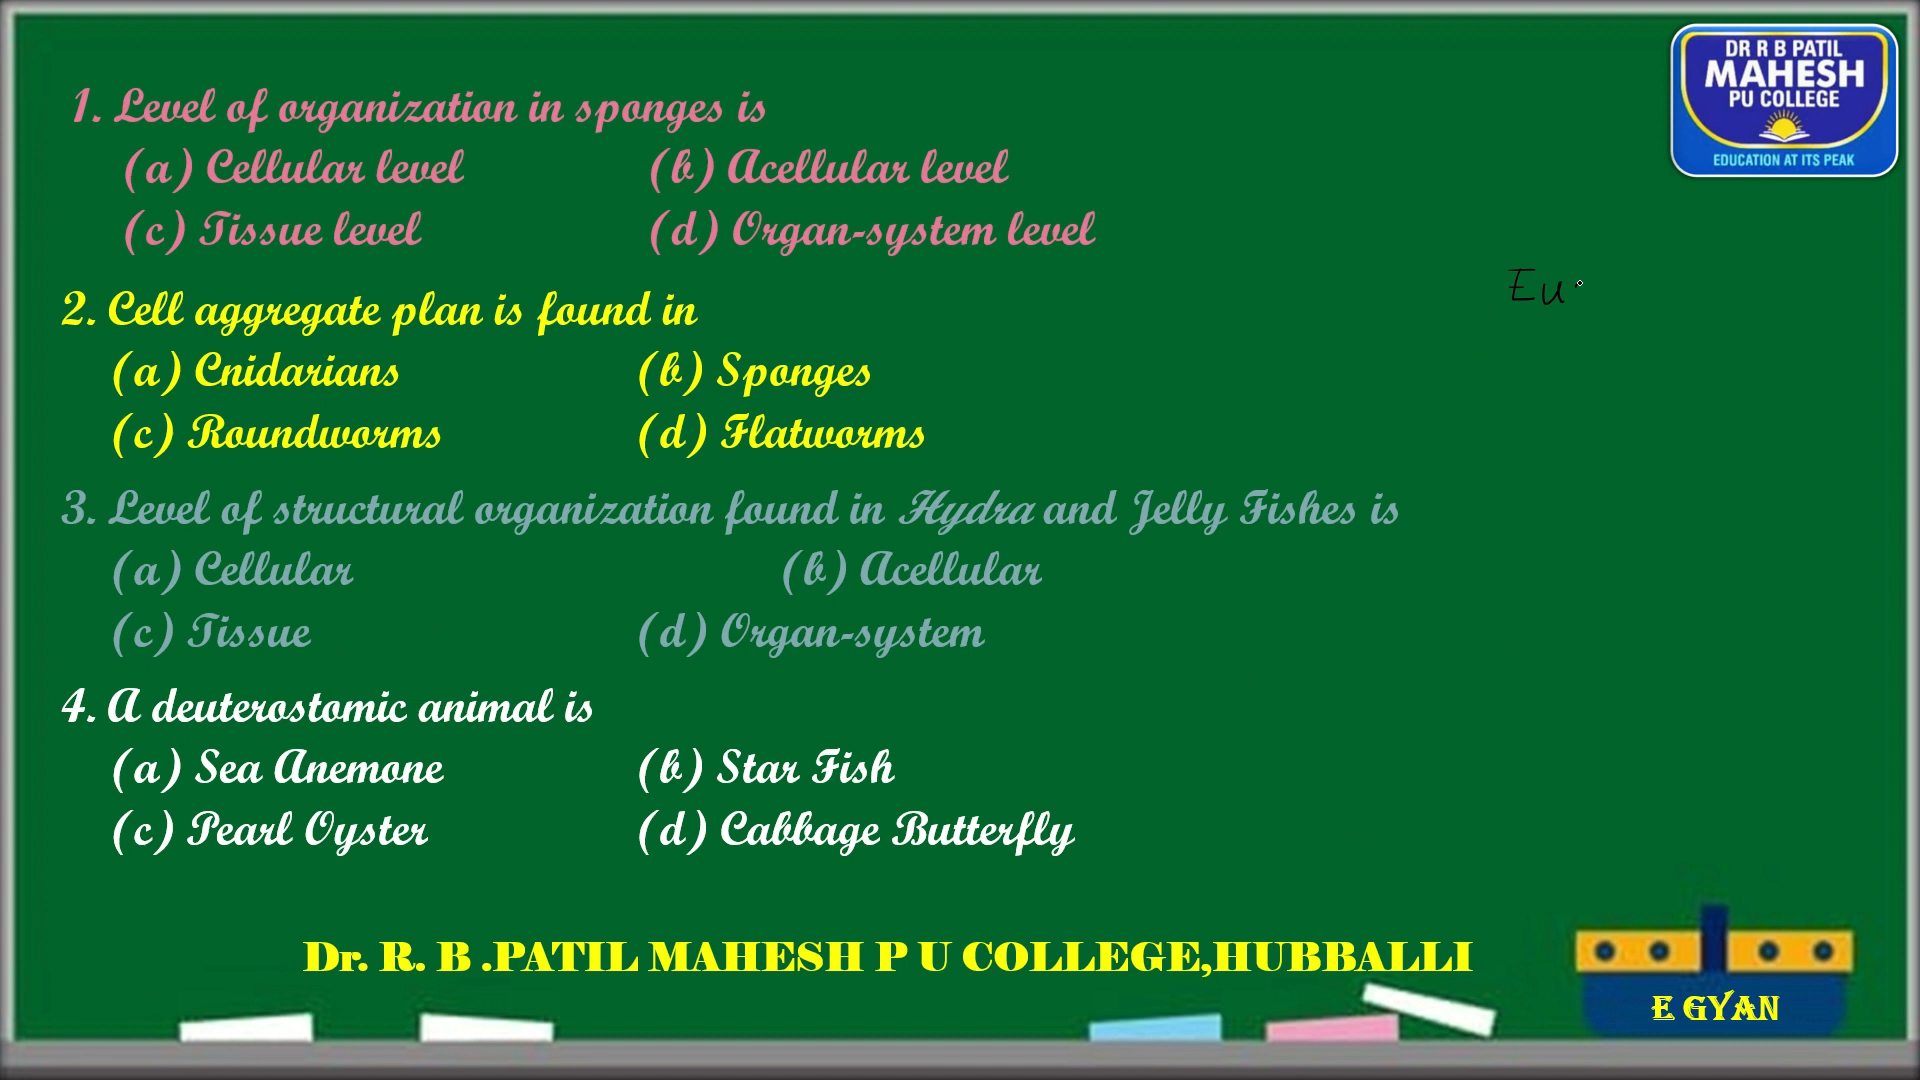 DR R B PATIL
MAHESH
PU COLLEGE
EDUCATION AT ITS PEAK
1. Level of organization in sponges is
(a) Cellular level (b) Acellular level
(c) Tissue level (d) Organ-system level
Eu
2. Cell aggregate plan is found in
(a) Cnidarians (b) Sponges
(c) Roundworms (d) Flatworms
3. Level of structural organization found in Hydra and Jelly Fishes is
(a) Cellular (b) Acellular
(c) Tissue (d) Organ-system
4. A deuterostomic animal is
(a) Sea Anemone (b) Star Fish
(c) Pearl Oyster (d) Cabbage Butterfly
Dr. R. B .PATIL MAHESH P U COLLEGE,HUBBALLI
E GYAN